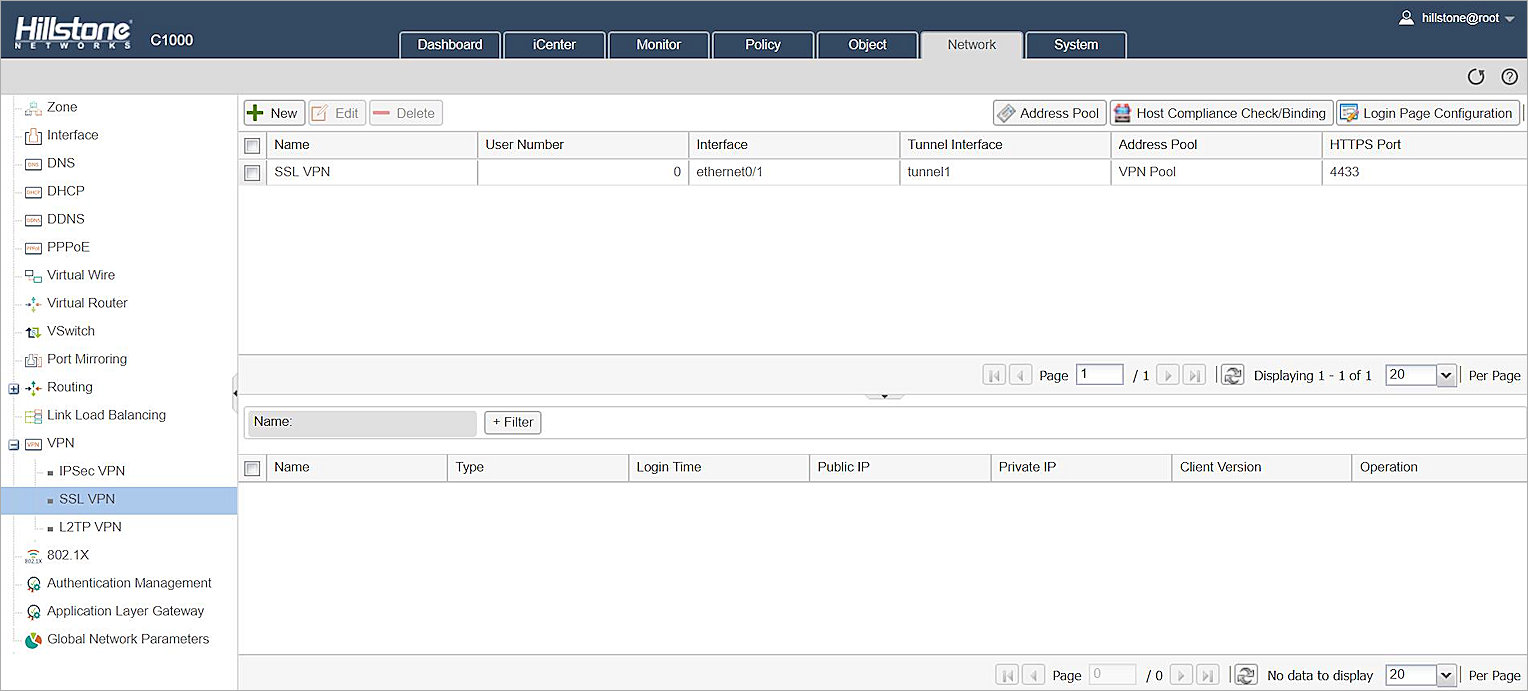 Hillstone
NETWORKS
C1000
Dashboard iCenter Monitor Policy Object Network System
hillstone@root
Zone
Interface
DNS
DHCP
DDNS
PPPoE
Virtual Wire
Virtual Router
VSwitch
Port Mirroring
Routing
Link Load Balancing
VPN
IPSec VPN
SSL VPN
L2TP VPN
802.1X
Authentication Management
Application Layer Gateway
Global Network Parameters
New Edit Delete Address Pool Host Compliance Check/Binding Login Page Configuration
Name User Number Interface Tunnel Interface Address Pool HTTPS Port
SSL VPN 0 ethernet0/1 tunnel1 VPN Pool 4433
Page 1 / 1 Displaying 1 - 1 of 1 20 Per Page
Name: + Filter
Name Type Login Time Public IP Private IP Client Version Operation
Page 0 / 0 No data to display 20 Per Page